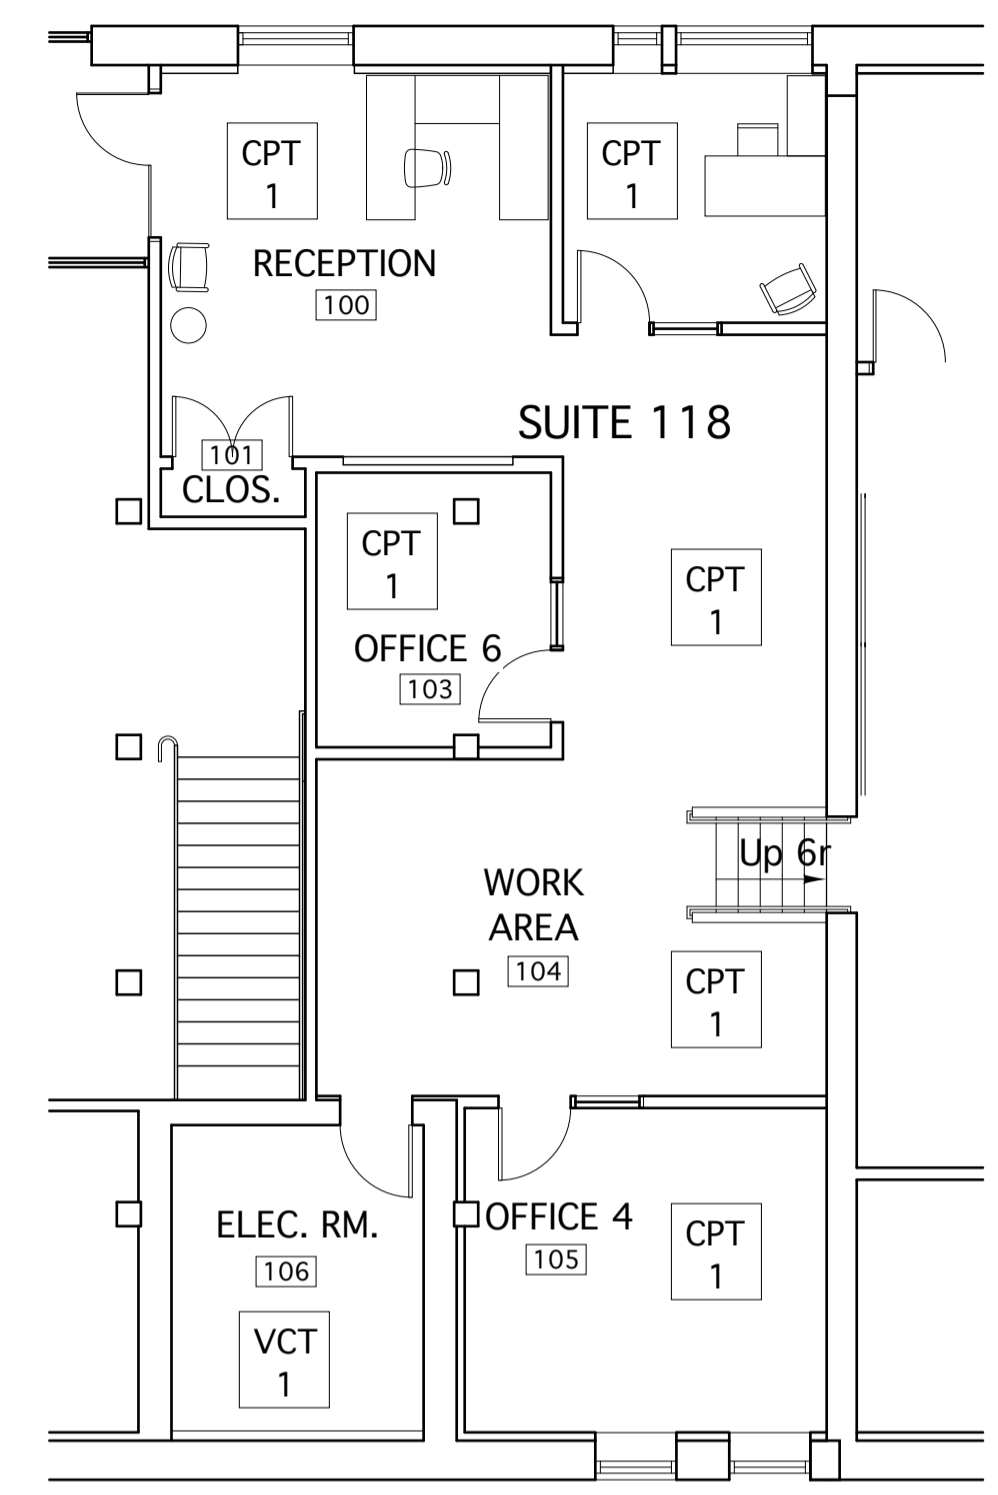 CPT
1
CPT
1
RECEPTION
100
SUITE 118
101
CLOS.
CPT
1
OFFICE 6
103
CPT
1
Up 6r
WORK
AREA
104
CPT
1
OFFICE 4
105
CPT
1
ELEC. RM.
106
VCT
1